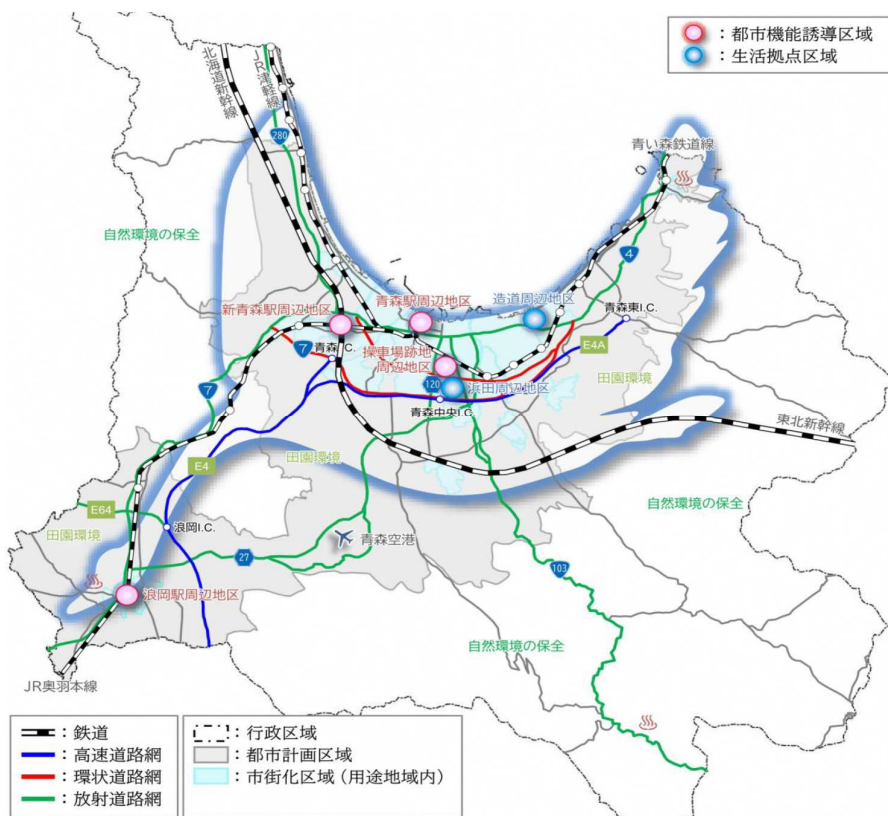 ：都市機能誘導区域
：生活拠点区域
北海道新幹線
JR津軽線
280
青い森鉄道線
自然環境の保全
4
新青森駅周辺地区
青森駅周辺地区
造道周辺地区
青森東I.C.
7
青森I.C.
操車場跡地
周辺地区
E4A
7
120
浜田周辺地区
田園環境
青森中央I.C.
東北新幹線
田園環境
E4
自然環境の保全
E64
浪岡I.C.
田園環境
青森空港
27
103
浪岡駅周辺地区
自然環境の保全
JR奥羽本線
：鉄道
：高速道路網
：環状道路網
：放射道路網
：行政区域
：都市計画区域
：市街化区域（用途地域内）